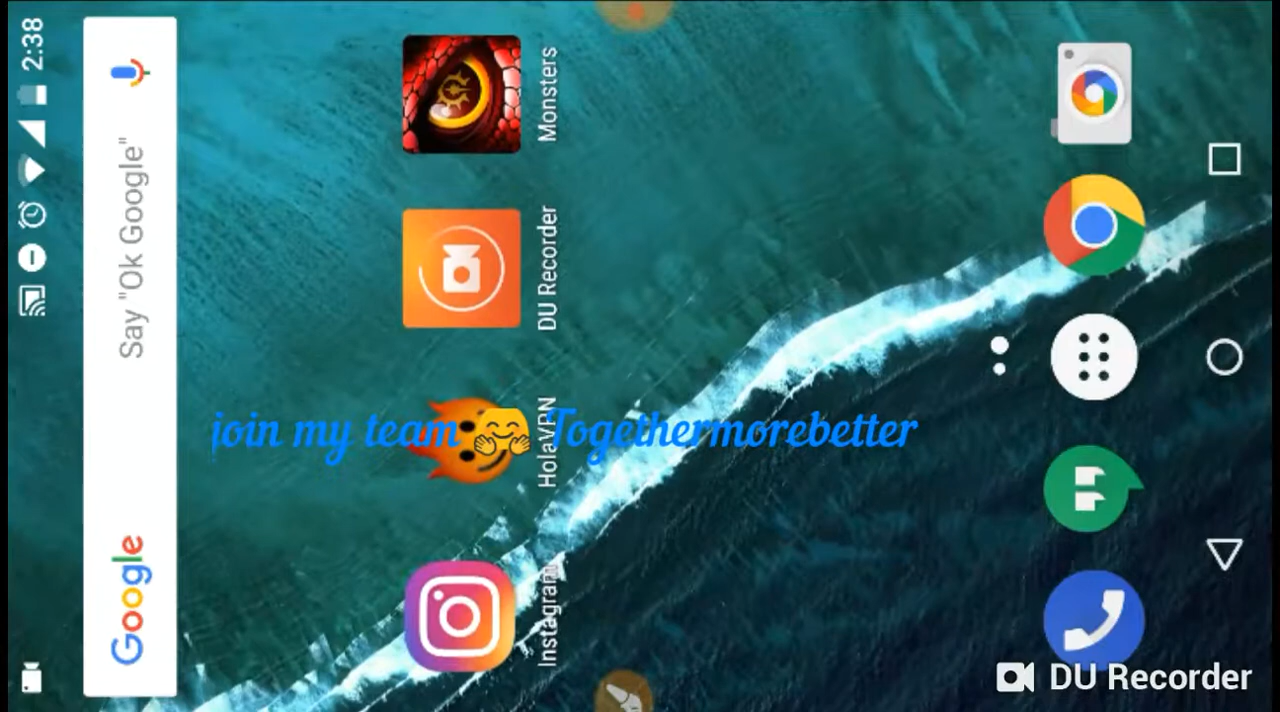 2:38
Say "Ok Google"
Google
Monsters
DU Recorder
HolaVPN
Instagram
join my team🤗 Togethermorebetter
DU Recorder